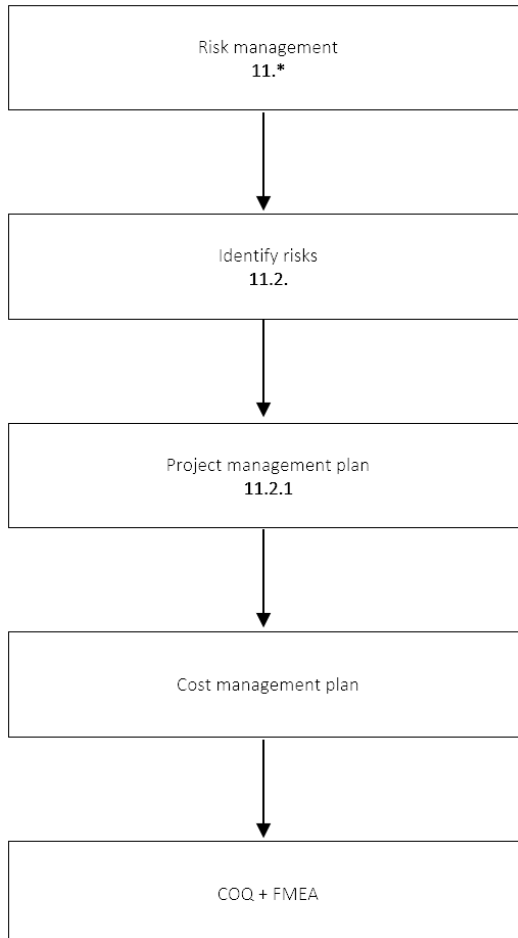 Risk management
11.*
Identify risks
11.2.
Project management plan
11.2.1
Cost management plan
COQ + FMEA